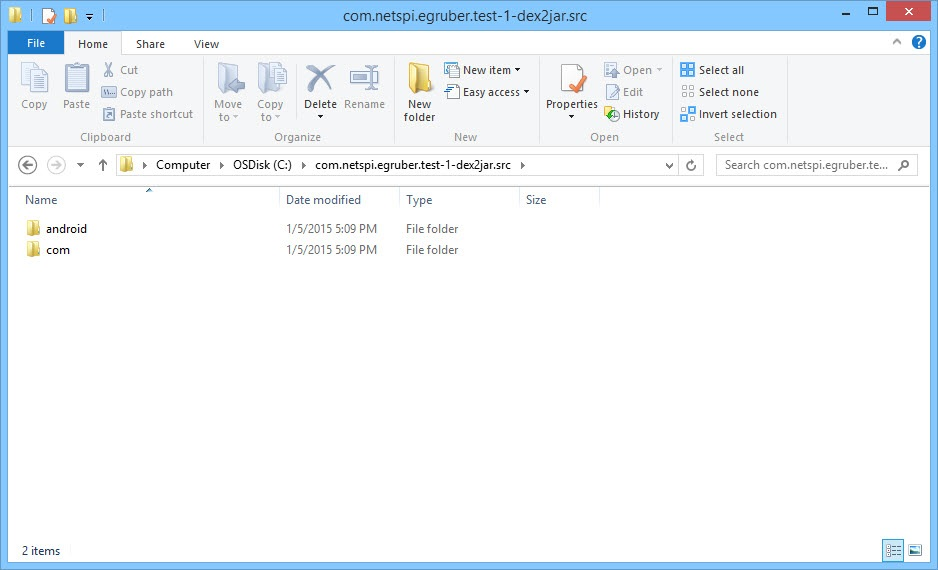 com.netspi.egruber.test-1-dex2jar.src
File Home Share View
Copy Paste Cut Copy path Paste shortcut
Clipboard
Move to Copy to Delete Rename
Organize
New folder New item Easy access
New
Properties Open Edit History
Open
Select all Select none Invert selection
Select
Computer OSDisk (C:) com.netspi.egruber.test-1-dex2jar.src Search com.netspi.egruber.te...
Name Date modified Type Size
android 1/5/2015 5:09 PM File folder
com 1/5/2015 5:09 PM File folder
2 items